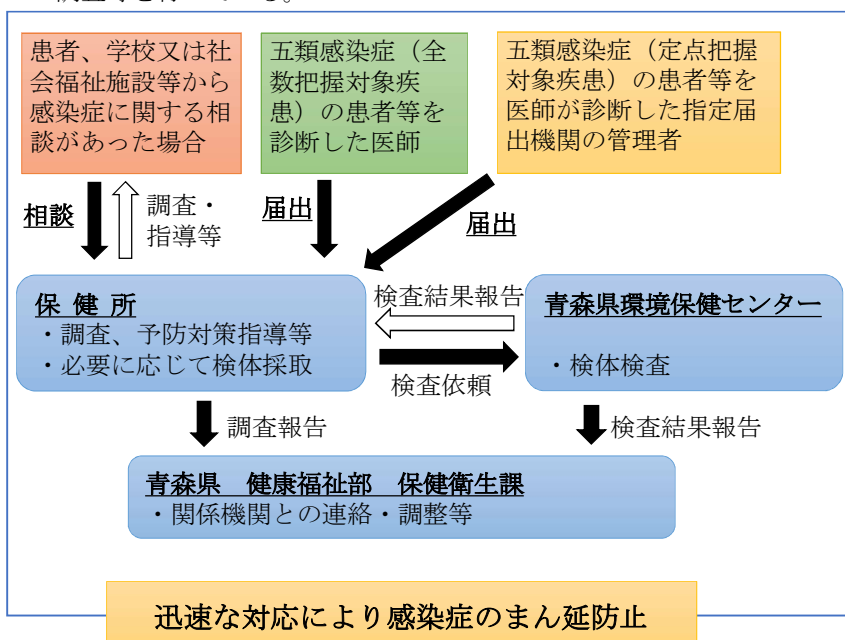 患者、学校又は社
会福祉施設等から
感染症に関する相
談があった場合
五類感染症（全
数把握対象疾
患）の患者等を
診断した医師
五類感染症（定点把握
対象疾患）の患者等を
医師が診断した指定届
出機関の管理者
相談
調査・
指導等
届出
届出
保 健 所
・調査、予防対策指導等
・必要に応じて検体採取
検査結果報告
検査依頼
青森県環境保健センター
・検体検査
調査報告
検査結果報告
青森県　健康福祉部　保健衛生課
・関係機関との連絡・調整等
迅速な対応により感染症のまん延防止